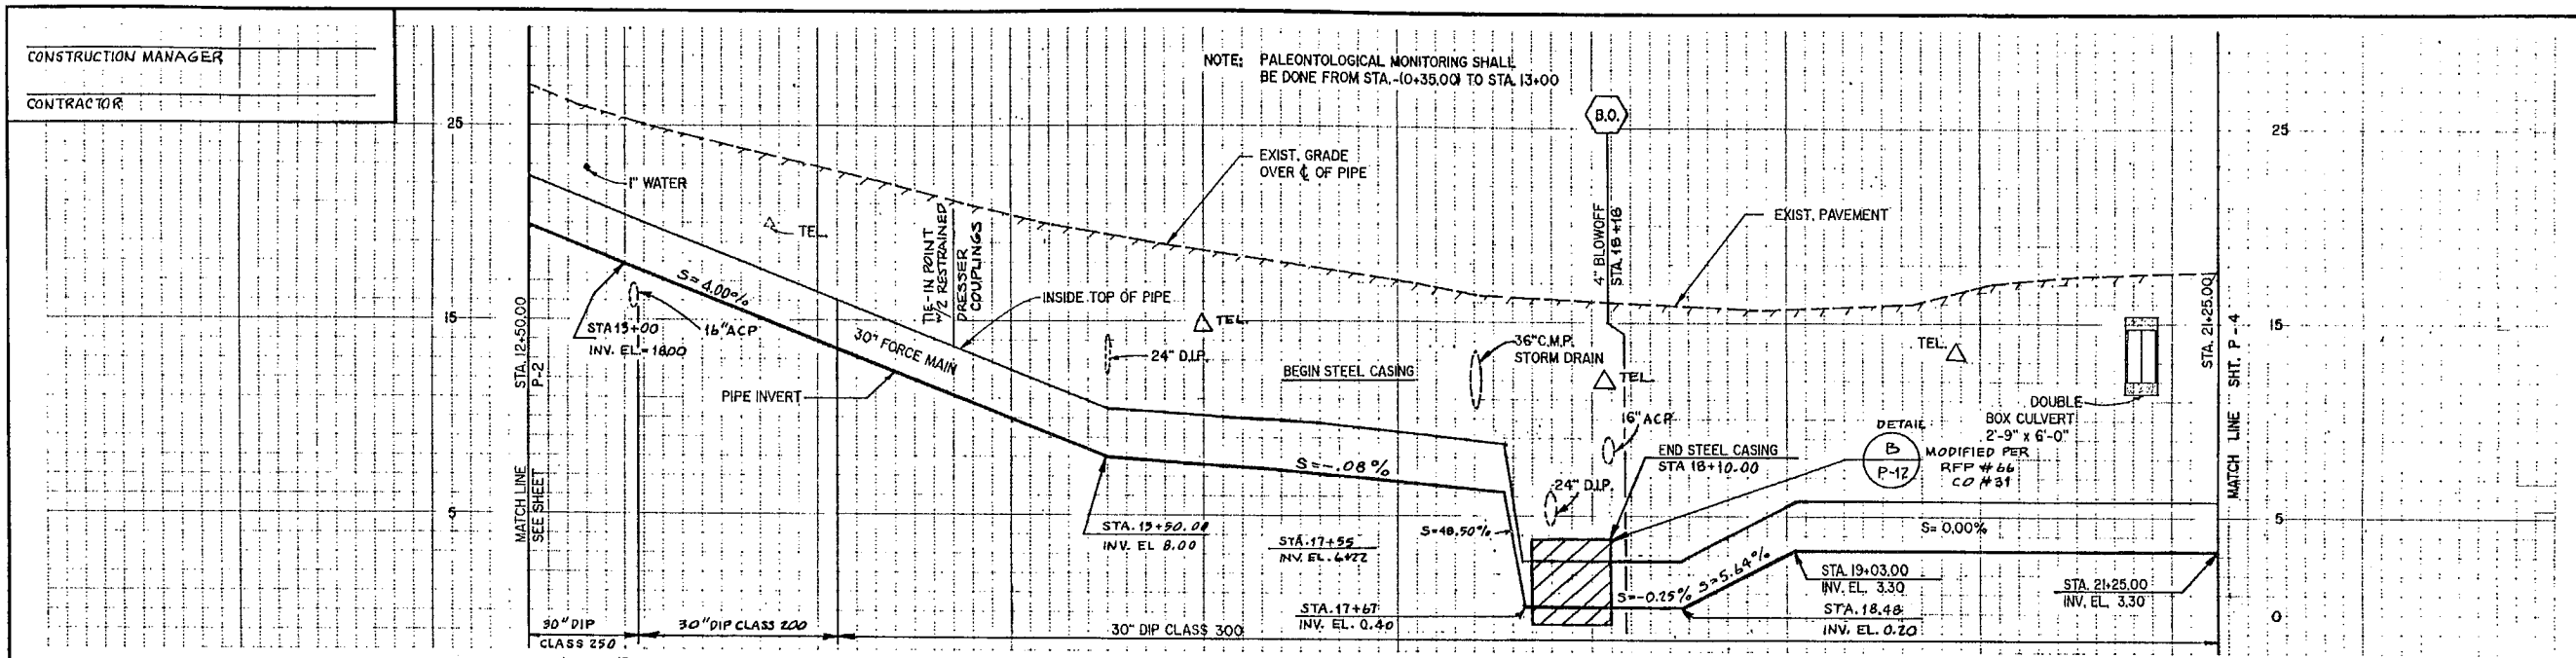 CONSTRUCTION MANAGER
CONTRACTOR
NOTE: PALEONTOLOGICAL MONITORING SHALL
BE DONE FROM STA.-(0+35.00) TO STA. 13+00
B.O.
25
25
1" WATER
TEL.
TIE-IN POINT
W/2 RESTRAINED
DRESSER
COUPLINGS
EXIST. GRADE
OVER ℄ OF PIPE
4" BLOWOFF
STA. 18+18
EXIST. PAVEMENT
S=4.00%
INSIDE TOP OF PIPE
15
STA 13+00
INV. EL.=18.00
16" ACP
30" FORCE MAIN
PIPE INVERT
24" D.I.P.
TEL.
BEGIN STEEL CASING
36" C.M.P.
STORM DRAIN
TEL.
TEL.
15
STA. 12+50.00
P-2
MATCH LINE
SEE SHEET
STA. 21+25.00
MATCH LINE SHT. P-4
DOUBLE
BOX CULVERT
2'-9" x 6'-0"
16" ACP
DETAIL
B
P-12
MODIFIED PER
RFP #66
CO #31
END STEEL CASING
STA 18+10.00
S=-.08%
24" D.I.P.
5
5
STA. 15+50.00
INV. EL 8.00
STA. 17+55
INV. EL. 6.22
S=48.50%
S=0.00%
S=-0.25%
S=5.64%
STA. 19+03.00
INV. EL. 3.30
STA. 21+25.00
INV. EL. 3.30
STA. 17+67
INV. EL. 0.40
STA. 18.48
INV. EL. 0.20
0
30" DIP
CLASS 250
30" DIP CLASS 200
30" DIP CLASS 300